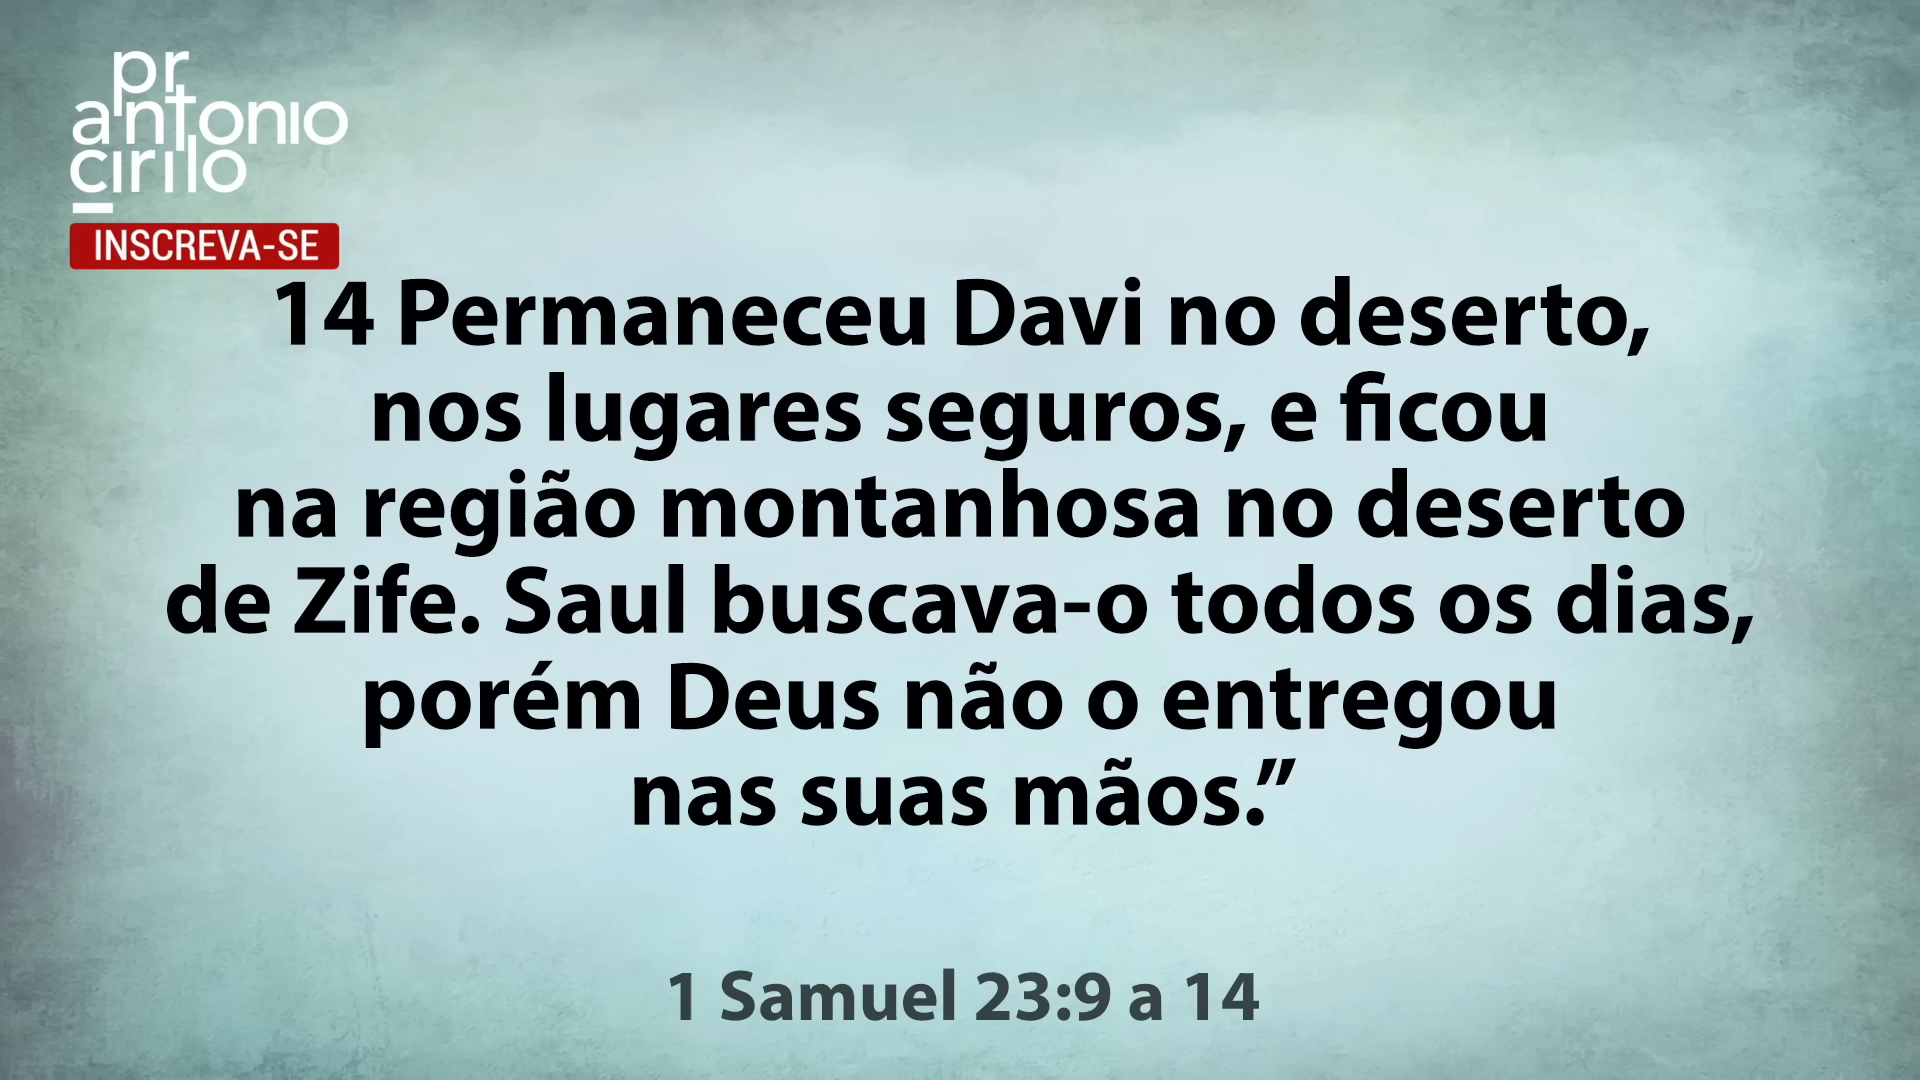 pr
antonio
cirilo
INSCREVA-SE
14 Permaneceu Davi no deserto,
nos lugares seguros, e ficou
na região montanhosa no deserto
de Zife. Saul buscava-o todos os dias,
porém Deus não o entregou
nas suas mãos.”
1 Samuel 23:9 a 14